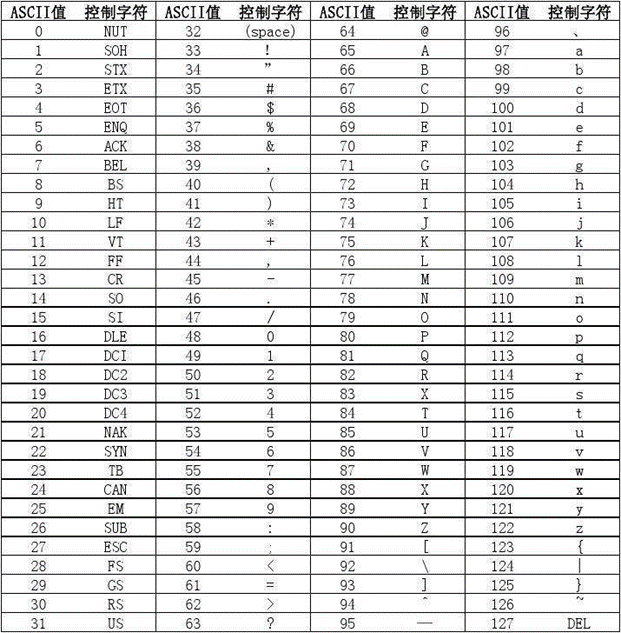 ASCII值 控制字符 ASCII值 控制字符 ASCII值 控制字符 ASCII值 控制字符
0 NUT 32 (space) 64 @ 96 、
1 SOH 33 ! 65 A 97 a
2 STX 34 ” 66 B 98 b
3 ETX 35 # 67 C 99 c
4 EOT 36 $ 68 D 100 d
5 ENQ 37 % 69 E 101 e
6 ACK 38 & 70 F 102 f
7 BEL 39 , 71 G 103 g
8 BS 40 ( 72 H 104 h
9 HT 41 ) 73 I 105 i
10 LF 42 * 74 J 106 j
11 VT 43 + 75 K 107 k
12 FF 44 , 76 L 108 l
13 CR 45 - 77 M 109 m
14 SO 46 . 78 N 110 n
15 SI 47 / 79 O 111 o
16 DLE 48 0 80 P 112 p
17 DCI 49 1 81 Q 113 q
18 DC2 50 2 82 R 114 r
19 DC3 51 3 83 X 115 s
20 DC4 52 4 84 T 116 t
21 NAK 53 5 85 U 117 u
22 SYN 54 6 86 V 118 v
23 TB 55 7 87 W 119 w
24 CAN 56 8 88 X 120 x
25 EM 57 9 89 Y 121 y
26 SUB 58 : 90 Z 122 z
27 ESC 59 ; 91 [ 123 {
28 FS 60 < 92 \ 124 |
29 GS 61 = 93 ] 125 }
30 RS 62 > 94 ^ 126 ~
31 US 63 ? 95 — 127 DEL